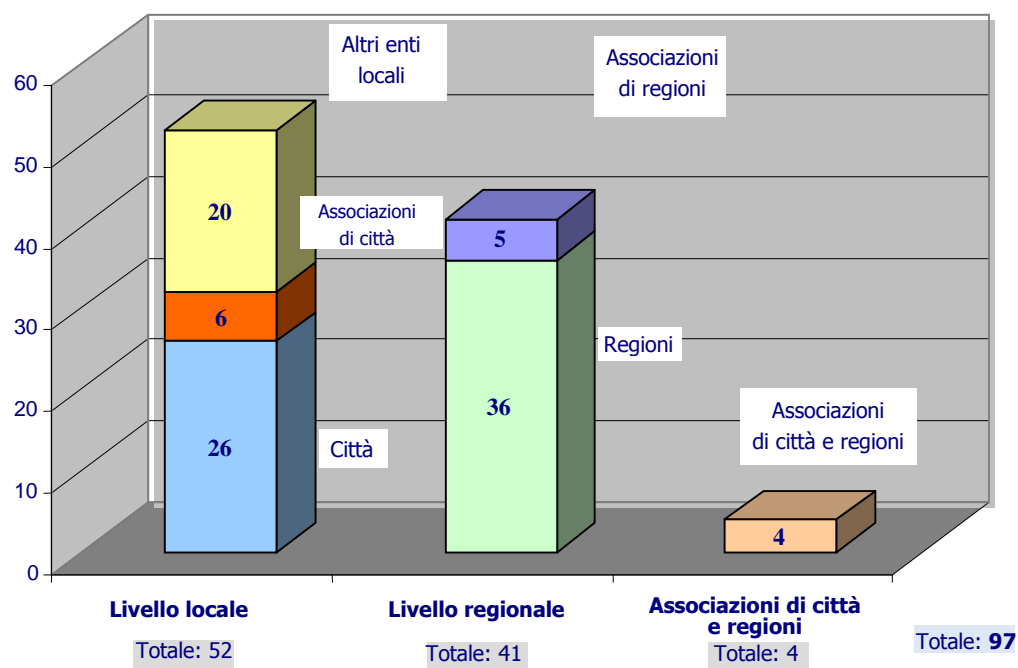 Altri enti
locali
Associazioni
di regioni
60
50
40
30
20
10
0
20
6
26
Associazioni
di città
Città
5
36
Regioni
Associazioni
di città e regioni
4
Livello locale
Livello regionale
Associazioni di città
e regioni
Totale: 52
Totale: 41
Totale: 4
Totale: 97